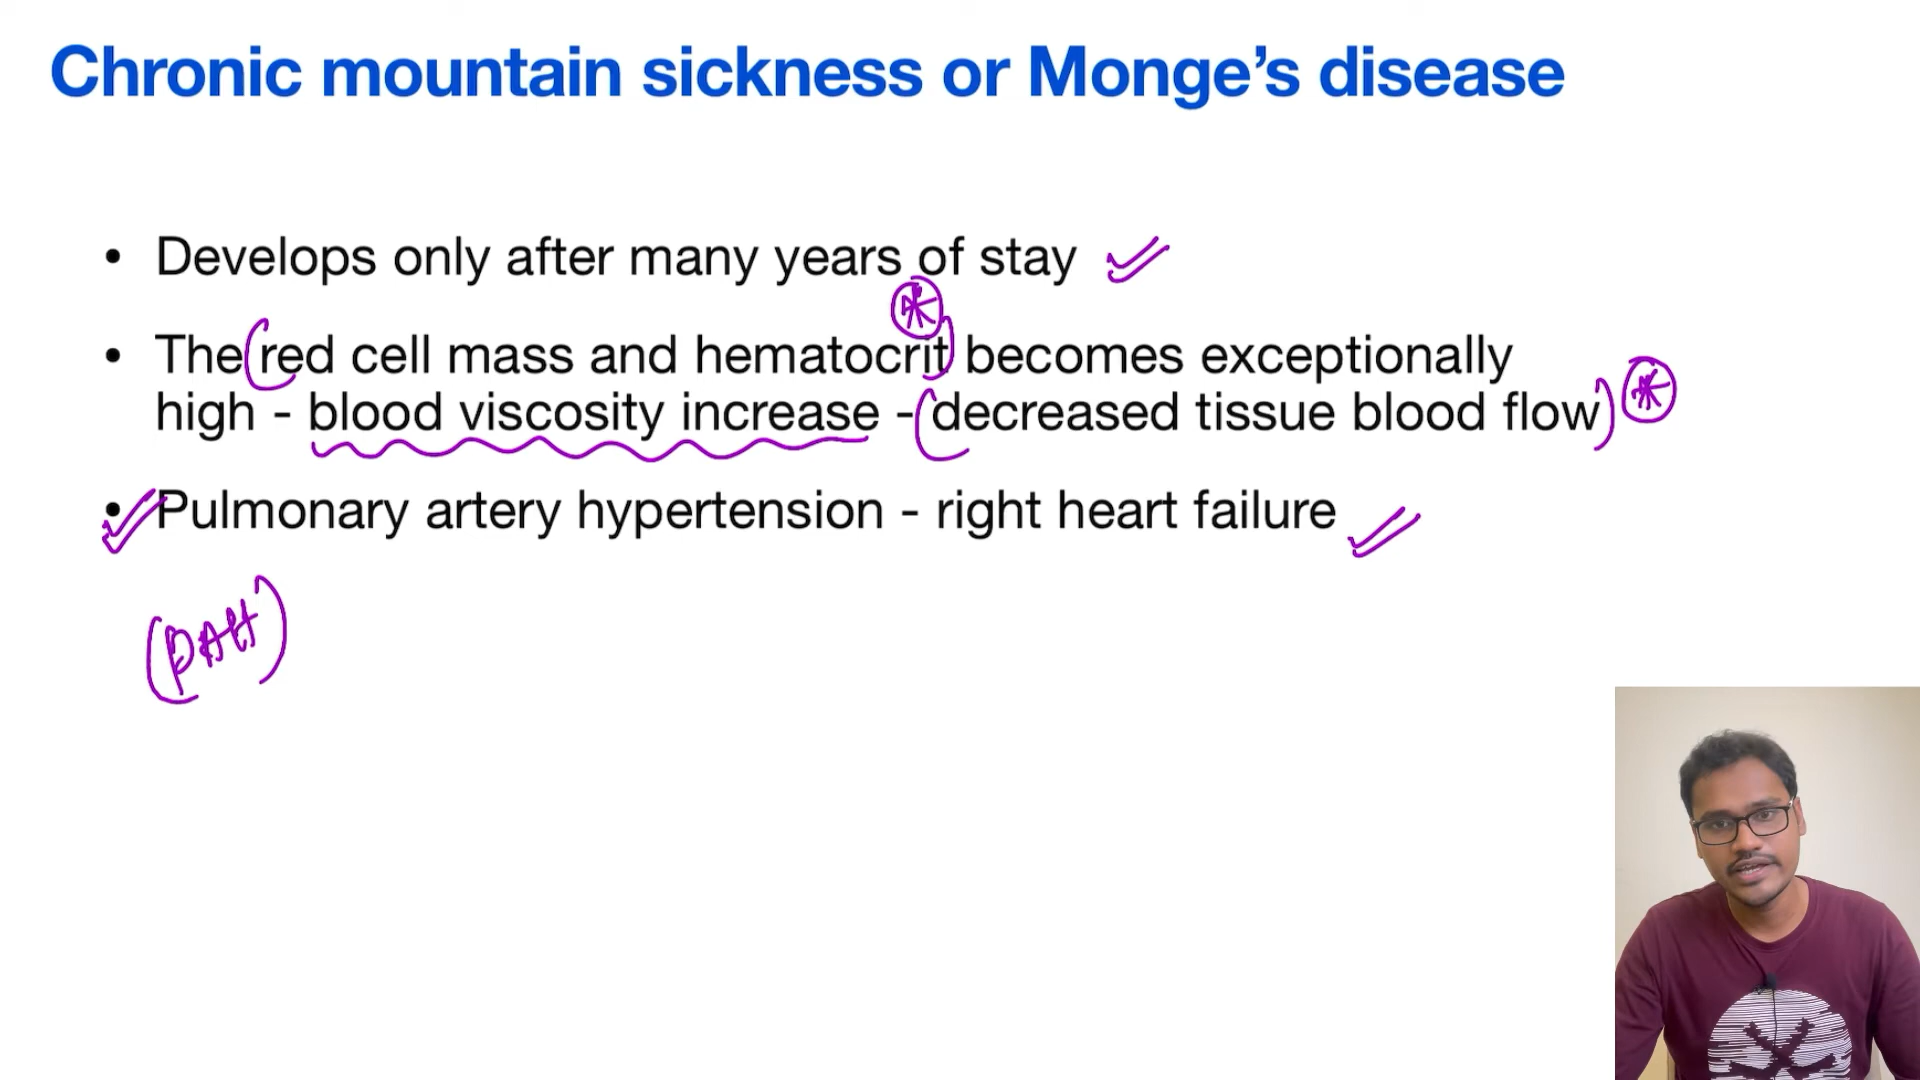 Chronic mountain sickness or Monge's disease
• Develops only after many years of stay
• The red cell mass and hematocrit becomes exceptionally
high - blood viscosity increase - decreased tissue blood flow
• Pulmonary artery hypertension - right heart failure
(PAH)